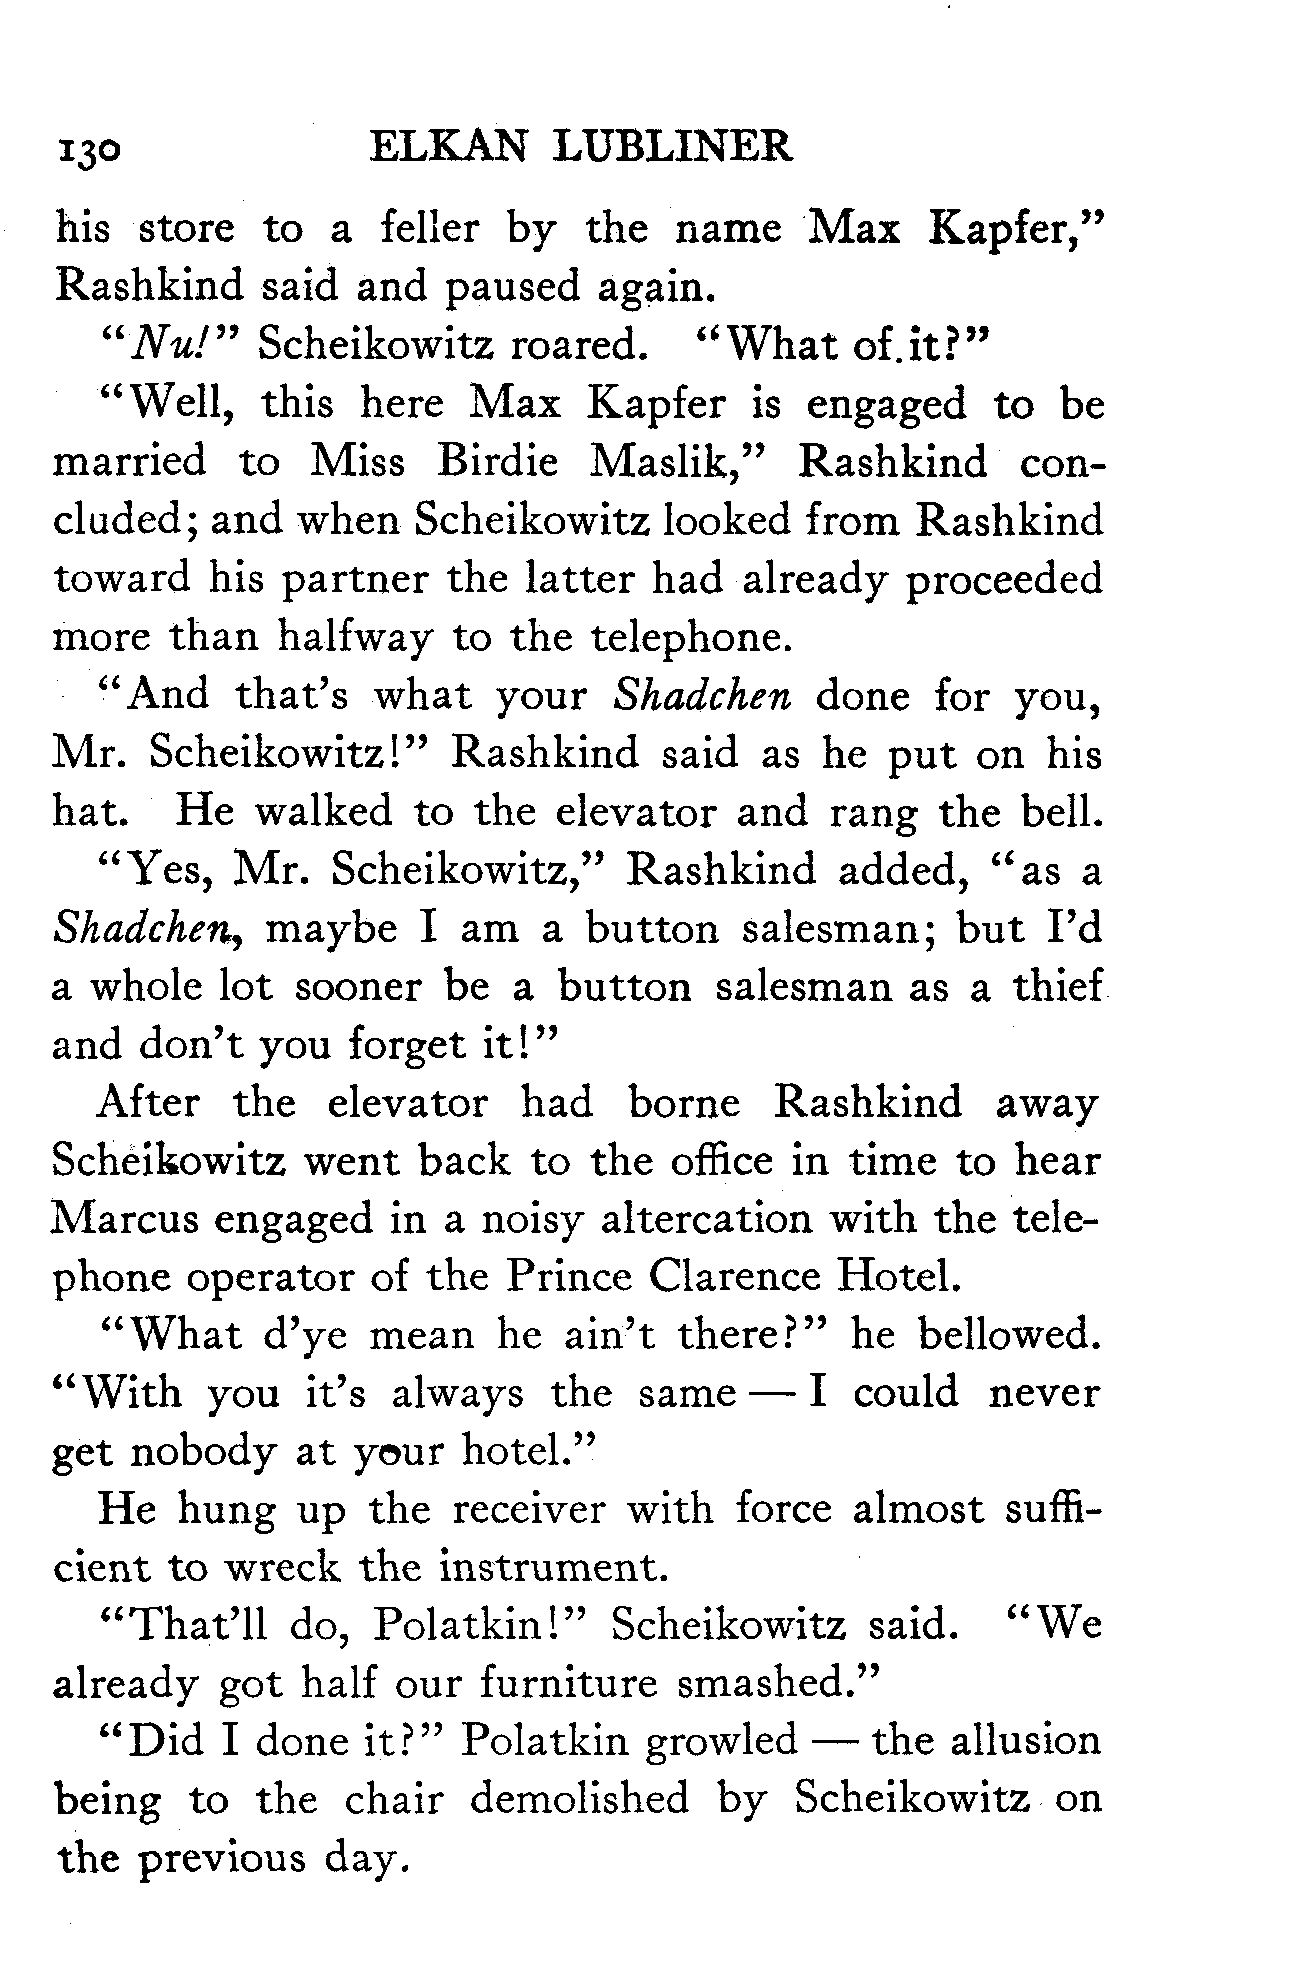 130 ELKAN LUBLINER
his store to a feller by the name Max Kapfer,”
Rashkind said and paused again.
“Nu!” Scheikowitz roared. “What of it?”
“Well, this here Max Kapfer is engaged to be
married to Miss Birdie Maslik,” Rashkind con-
cluded; and when Scheikowitz looked from Rashkind
toward his partner the latter had already proceeded
more than halfway to the telephone.
“And that’s what your Shadchen done for you,
Mr. Scheikowitz!” Rashkind said as he put on his
hat. He walked to the elevator and rang the bell.
“Yes, Mr. Scheikowitz,” Rashkind added, “as a
Shadchen, maybe I am a button salesman; but I’d
a whole lot sooner be a button salesman as a thief
and don’t you forget it!”
After the elevator had borne Rashkind away
Scheikowitz went back to the office in time to hear
Marcus engaged in a noisy altercation with the tele-
phone operator of the Prince Clarence Hotel.
“What d’ye mean he ain’t there?” he bellowed.
“With you it’s always the same — I could never
get nobody at your hotel.”
He hung up the receiver with force almost suffi-
cient to wreck the instrument.
“That’ll do, Polatkin!” Scheikowitz said. “We
already got half our furniture smashed.”
“Did I done it?” Polatkin growled — the allusion
being to the chair demolished by Scheikowitz on
the previous day.